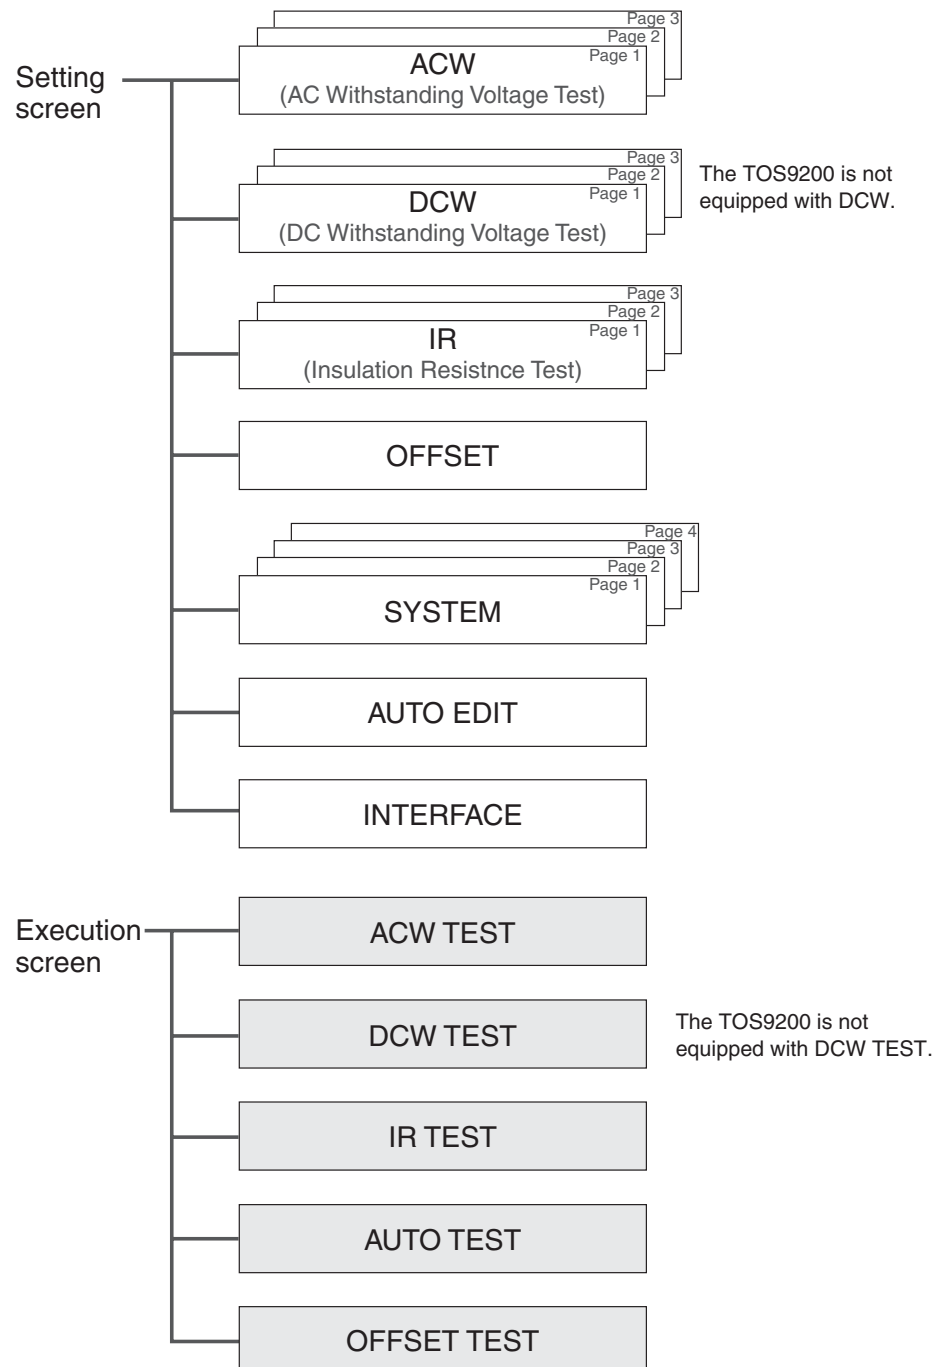 Setting
screen
Page 3
Page 2
Page 1
ACW
(AC Withstanding Voltage Test)
Page 3
Page 2
Page 1
DCW
(DC Withstanding Voltage Test)
The TOS9200 is not
equipped with DCW.
Page 3
Page 2
Page 1
IR
(Insulation Resistnce Test)
OFFSET
Page 4
Page 3
Page 2
Page 1
SYSTEM
AUTO EDIT
INTERFACE
Execution
screen
ACW TEST
DCW TEST
The TOS9200 is not
equipped with DCW TEST.
IR TEST
AUTO TEST
OFFSET TEST